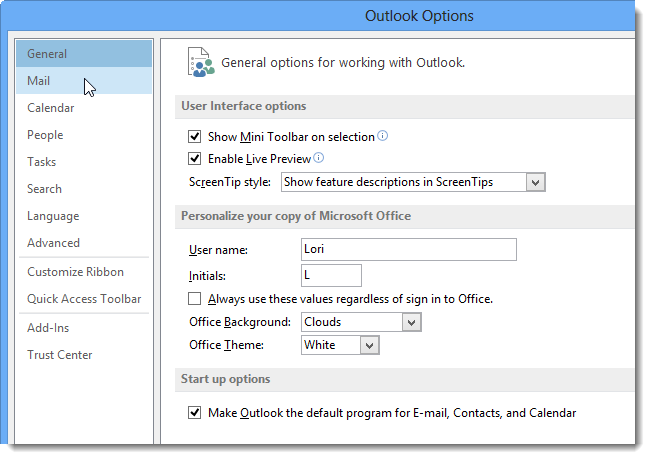 Outlook Options
General
Mail
Calendar
People
Tasks
Search
Language
Advanced
Customize Ribbon
Quick Access Toolbar
Add-Ins
Trust Center
General options for working with Outlook.
User Interface options
Show Mini Toolbar on selection
Enable Live Preview
ScreenTip style: Show feature descriptions in ScreenTips
Personalize your copy of Microsoft Office
User name: Lori
Initials: L
Always use these values regardless of sign in to Office.
Office Background: Clouds
Office Theme: White
Start up options
Make Outlook the default program for E-mail, Contacts, and Calendar